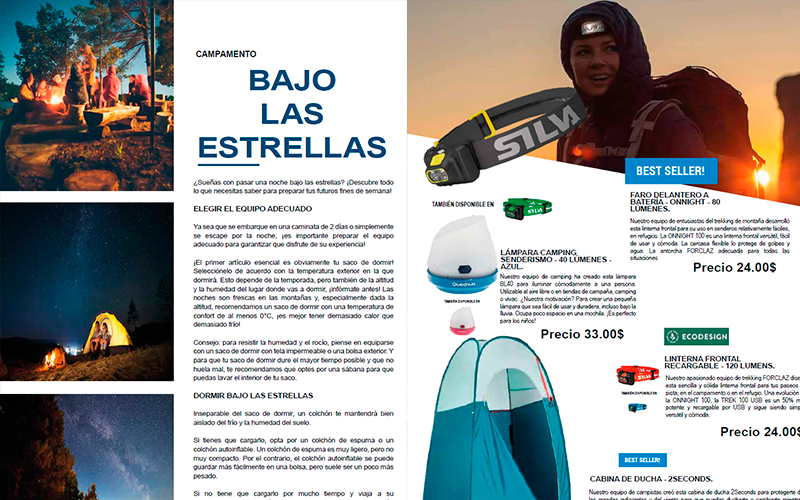 CAMPAMENTO
BAJO
LAS
ESTRELLAS
¿Sueñas con pasar una noche bajo las estrellas? ¡Descubre todo
lo que necesitas saber para preparar tus futuros fines de semana!
ELEGIR EL EQUIPO ADECUADO
Ya sea que se embarque en una caminata de 2 días o simplemente
se escape por la noche, ¡es importante preparar el equipo
adecuado para garantizar que disfrute de su experiencia!
¡El primer artículo esencial es obviamente tu saco de dormir!
Selecciónelo de acuerdo con la temperatura exterior en la que
dormirá. Esto depende de la temporada, pero también de la altitud
y la humedad del lugar donde vas a dormir, ¡infórmate antes! Las
noches son frescas en las montañas y, especialmente dada la
altitud, recomendamos un saco de dormir con una temperatura de
confort de al menos 0°C, ¡es mejor tener demasiado calor que
demasiado frío!
Consejo: para resistir la humedad y el rocío, piense en equiparse
con un saco de dormir con tela impermeable o una bolsa exterior. Y
para que tu saco de dormir dure el mayor tiempo posible y que no
huela mal, te recomendamos que optes por una sábana para que
puedas lavar el interior de tu saco.
DORMIR BAJO LAS ESTRELLAS
Inseparable del saco de dormir, un colchón te mantendrá bien
aislado del frío y la humedad del suelo.
Si tienes que cargarlo, opta por un colchón de espuma o un
colchón autoinflable. Un colchón de espuma es muy ligero, pero no
muy compacto. Por el contrario, el colchón autoinflable se puede
guardar más fácilmente en una bolsa, pero suele ser un poco más
pesado.
Si no tiene que cargarlo por mucho tiempo y viaja a su
SILVA
BEST SELLER!
FARO DELANTERO A
BATERÍA - ONNIGHT - 80
LÚMENES.
Nuestro equipo de entusiastas del trekking de montaña desarrolló
esta linterna frontal para su uso en senderos relativamente fáciles,
en refugios. La ONNIGHT 100 es una linterna frontal versátil, fácil
de usar y cómoda. La carcasa flexible lo protege de golpes y
agua. La antorcha FORCLAZ adecuada para todas las
situaciones.
Precio 24.00$
TAMBIÉN DISPONIBLE EN
LÁMPARA CAMPING
SENDERISMO - 40 LUMENES -
AZUL.
Nuestro equipo de camping ha creado esta lámpara
BL40 para iluminar cómodamente a una persona.
Utilizable al aire libre o en tiendas de campaña, camping
o vivac. ¿Nuestra motivación? Para crear una pequeña
lámpara que sea fácil de usar y duradera, incluso bajo la
lluvia. Ocupa poco espacio en una mochila. ¡Es perfecto
para los niños!
Quechua
TAMBIÉN DISPONIBLE EN
Precio 33.00$
ECODESIGN
LINTERNA FRONTAL
RECARGABLE - 120 LUMENS.
Nuestro apasionado equipo de trekking FORCLAZ dise
esta sencilla y sólida linterna frontal para tus paseos
pista, en el campamento o en el refugio. Una evolución
la ONNIGHT 100, la TREK 100 USB es un 50% m
potente y recargable por USB y sigue siendo simp
versátil y cómoda.
TAMBIÉN DISPONIBLE EN
Precio 24.00$
BEST SELLER!
CABINA DE DUCHA - 2SECONDS.
Nuestro equipo de campistas creó esta cabina de ducha 2Seconds para protegerte d